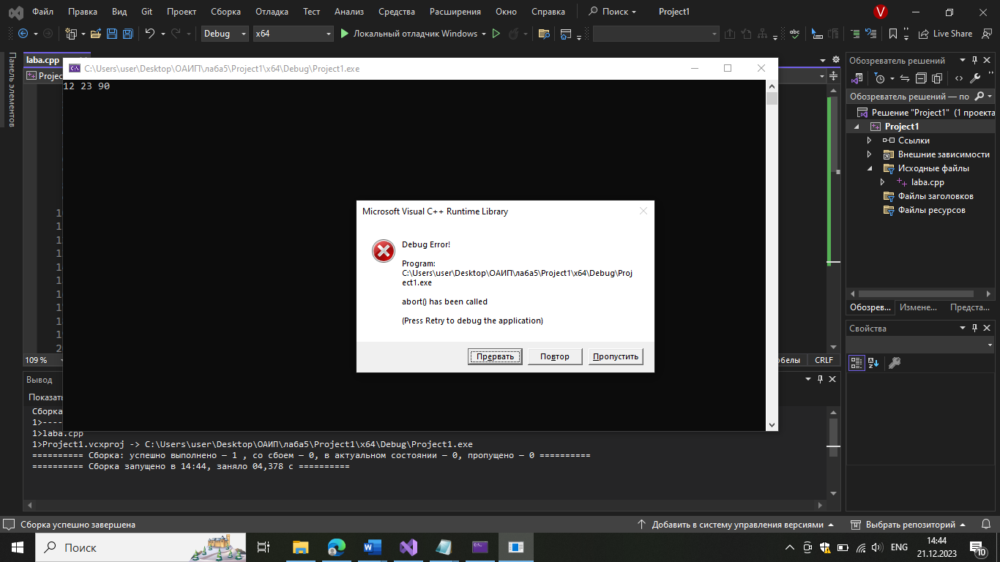 Файл Правка Вид Git Проект Сборка Отладка Тест Анализ Средства Расширения Окно Справка Поиск Project1 V
Debug x64 Локальный отладчик Windows Live Share
Панель элементов
laba.cpp
C:\Users\user\Desktop\ОАИП\лаба5\Project1\x64\Debug\Project1.exe
12 23 90
Microsoft Visual C++ Runtime Library
Debug Error!
Program:
C:\Users\user\Desktop\ОАИП\лаба5\Project1\x64\Debug\Proj
ect1.exe
abort() has been called
(Press Retry to debug the application)
Прервать Повтор Пропустить
Обозреватель решений
Обозреватель решений — по
Решение "Project1" (1 проекта
Project1
Ссылки
Внешние зависимости
Исходные файлы
laba.cpp
Файлы заголовков
Файлы ресурсов
Обозрев... Измене... Предста...
Свойства
109 %
CRLF
Вывод
Показать
Сборка
1>----
1>laba.cpp
1>Project1.vcxproj -> C:\Users\user\Desktop\ОАИП\лаба5\Project1\x64\Debug\Project1.exe
========== Сборка: успешно выполнено — 1 , со сбоем — 0, в актуальном состоянии — 0, пропущено — 0 ==========
========== Сборка запущено в 14:44, заняло 04,378 с ==========
Сборка успешно завершена Добавить в систему управления версиями Выбрать репозиторий
Поиск
ENG
14:44
21.12.2023
10